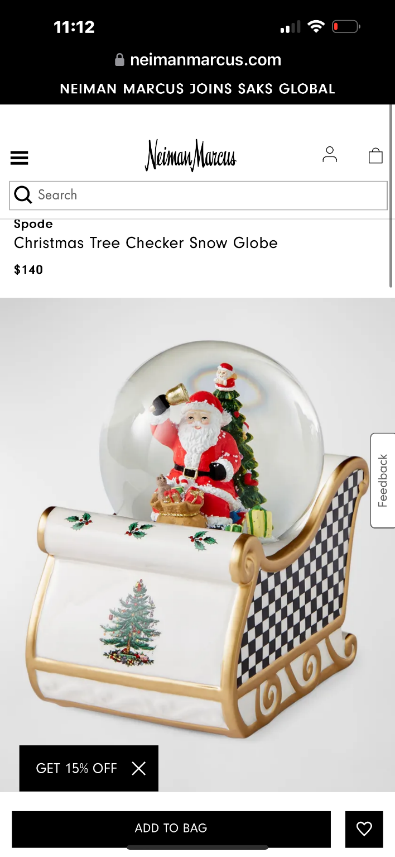 11:12
neimanmarcus.com
NEIMAN MARCUS JOINS SAKS GLOBAL
Neiman Marcus
Search
Spode
Christmas Tree Checker Snow Globe
$140
Feedback
GET 15% OFF
ADD TO BAG